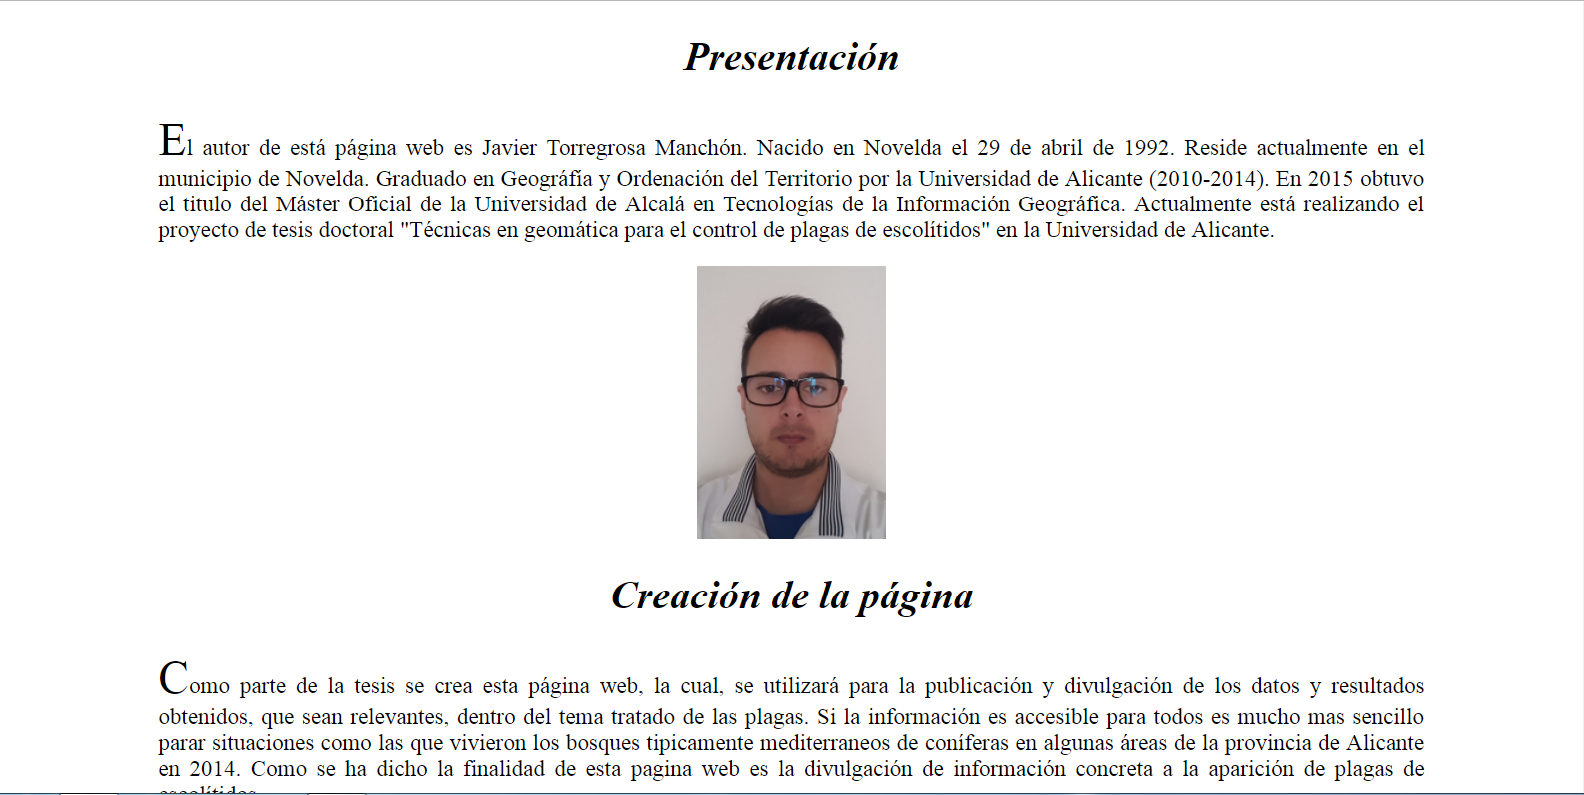 Presentación
El autor de está página web es Javier Torregrosa Manchón. Nacido en Novelda el 29 de abril de 1992. Reside actualmente en el
municipio de Novelda. Graduado en Geográfía y Ordenación del Territorio por la Universidad de Alicante (2010-2014). En 2015 obtuvo
el titulo del Máster Oficial de la Universidad de Alcalá en Tecnologías de la Información Geográfica. Actualmente está realizando el
proyecto de tesis doctoral "Técnicas en geomática para el control de plagas de escolítidos" en la Universidad de Alicante.
Creación de la página
Como parte de la tesis se crea esta página web, la cual, se utilizará para la publicación y divulgación de los datos y resultados
obtenidos, que sean relevantes, dentro del tema tratado de las plagas. Si la información es accesible para todos es mucho mas sencillo
parar situaciones como las que vivieron los bosques tipicamente mediterraneos de coníferas en algunas áreas de la provincia de Alicante
en 2014. Como se ha dicho la finalidad de esta pagina web es la divulgación de información concreta a la aparición de plagas de
escolítidos.